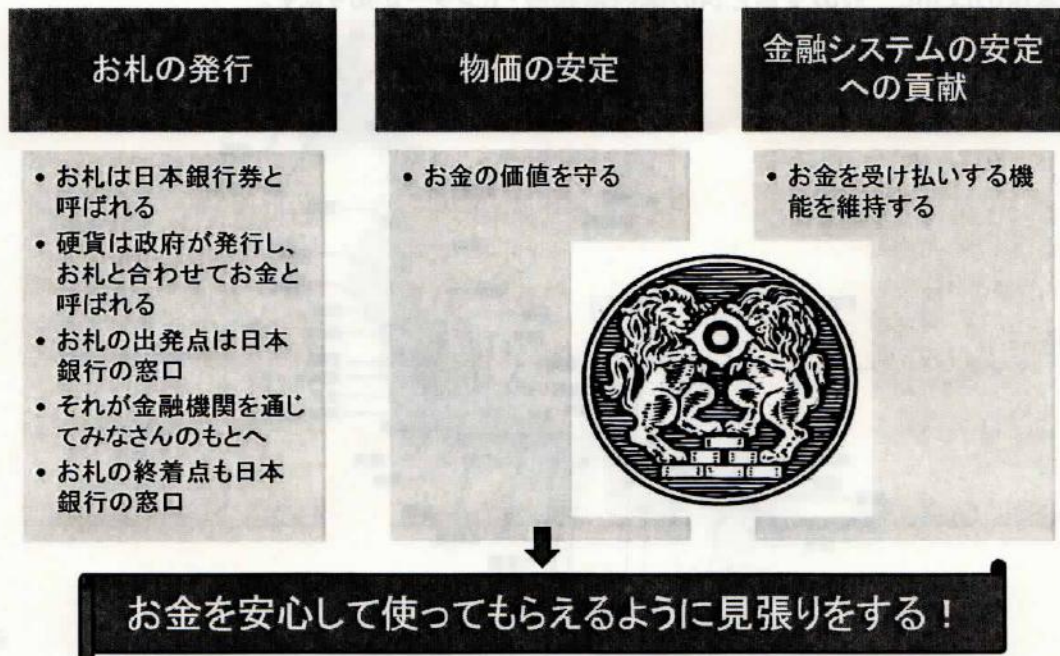 お札の発行
物価の安定
金融システムの安定
への貢献
• お札は日本銀行券と
呼ばれる
• 硬貨は政府が発行し、
お札と合わせてお金と
呼ばれる
• お札の出発点は日本
銀行の窓口
• それが金融機関を通じ
てみなさんのもとへ
• お札の終着点も日本
銀行の窓口
• お金の価値を守る
• お金を受け払いする機
能を維持する
お金を安心して使ってもらえるように見張りをする！